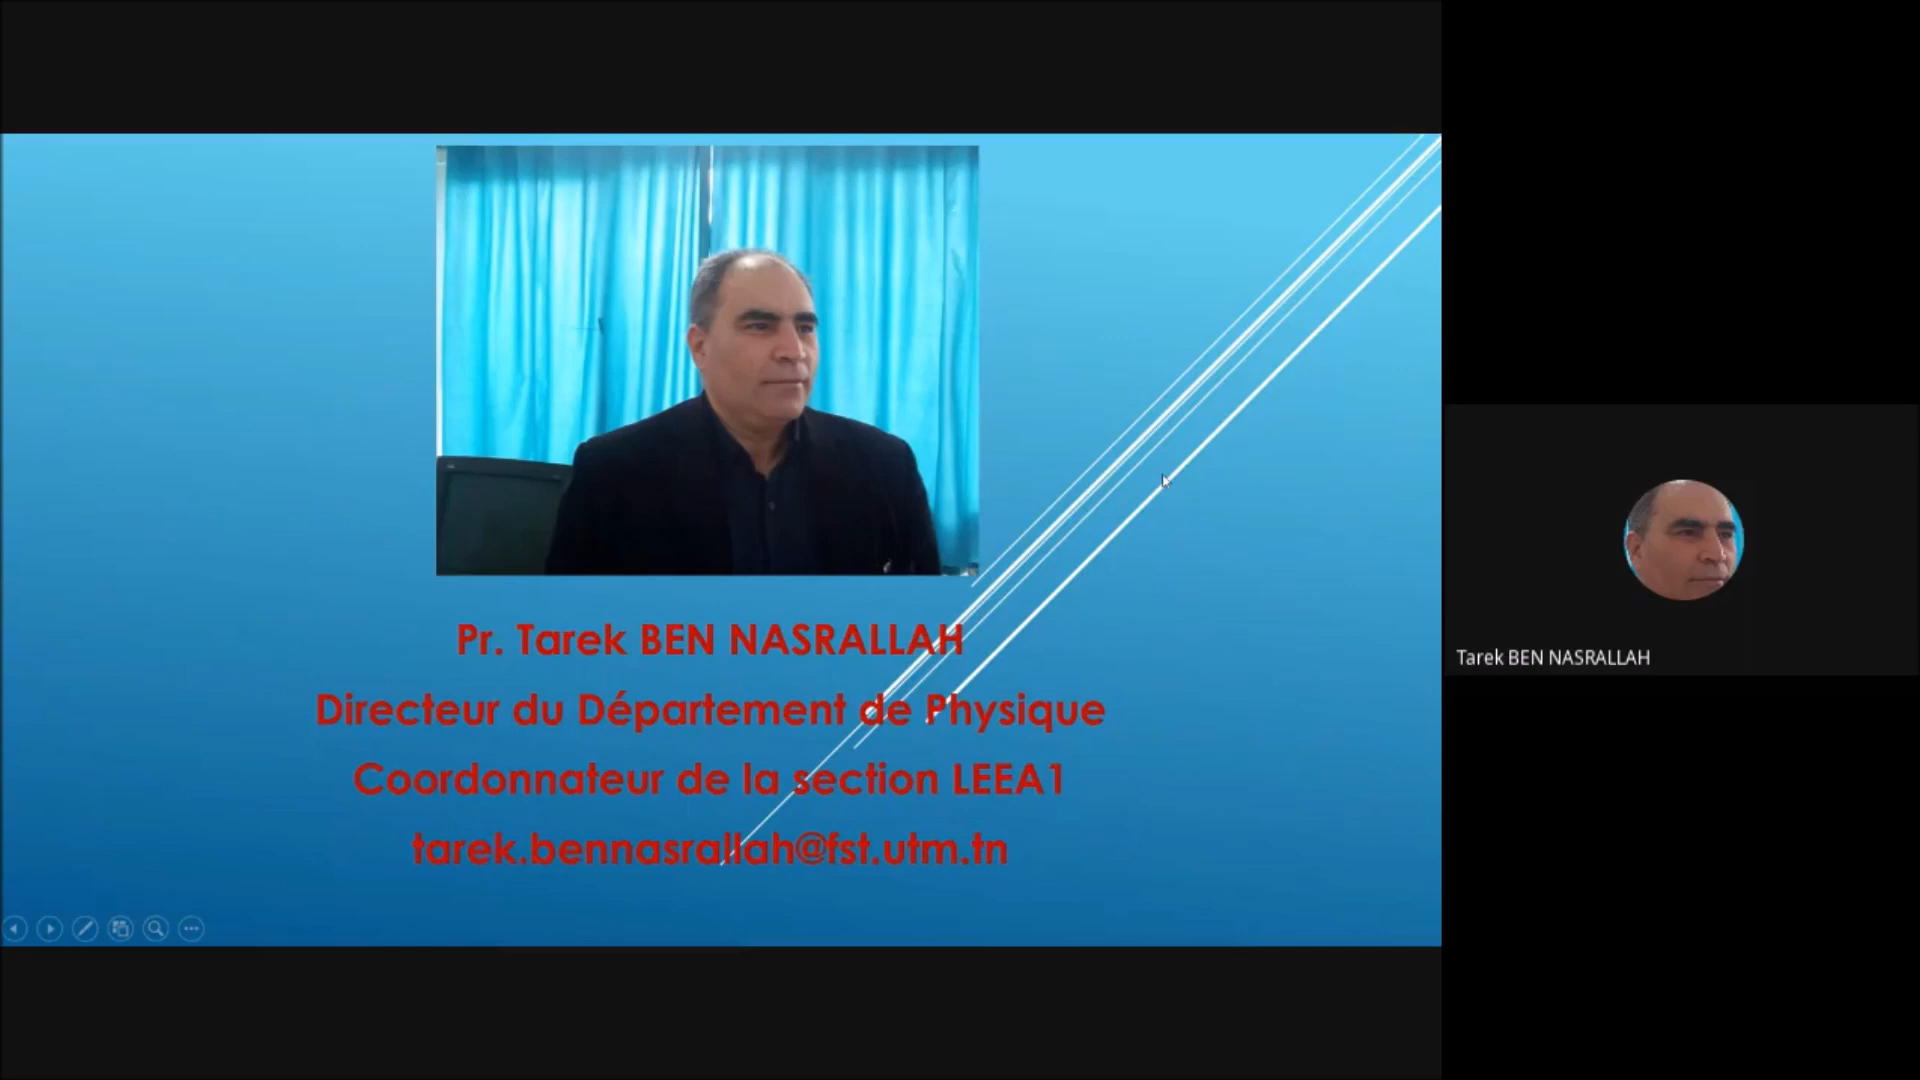 Pr. Tarek BEN NASRALLAH
Directeur du Département de Physique
Coordonnateur de la section LEEA1
tarek.bennasrallah@fst.utm.tn
Tarek BEN NASRALLAH